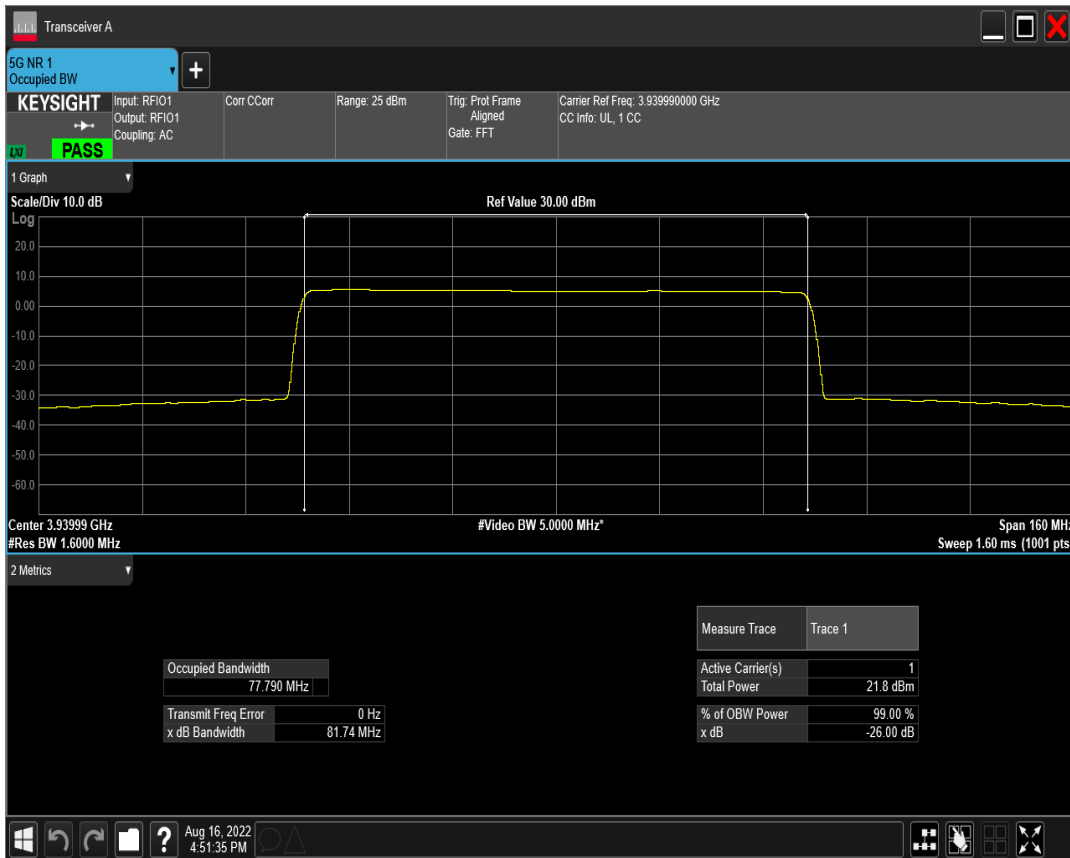 Transceiver A
5G NR 1
Occupied BW
+
KEYSIGHT
LXI
PASS
Input: RFIO1
Output: RFIO1
Coupling: AC
Corr CCorr
Range: 25 dBm
Trig: Prot Frame
Aligned
Gate: FFT
Carrier Ref Freq: 3.939990000 GHz
CC Info: UL, 1 CC
1 Graph
Scale/Div 10.0 dB
Ref Value 30.00 dBm
Log
20.0
10.0
0.00
-10.0
-20.0
-30.0
-40.0
-50.0
-60.0
Center 3.93999 GHz
#Video BW 5.0000 MHz*
Span 160 MHz
#Res BW 1.6000 MHz
Sweep 1.60 ms (1001 pts
2 Metrics
Measure Trace Trace 1
Occupied Bandwidth
77.790 MHz
Active Carrier(s) 1
Total Power 21.8 dBm
Transmit Freq Error 0 Hz
x dB Bandwidth 81.74 MHz
% of OBW Power 99.00 %
x dB -26.00 dB
?
Aug 16, 2022
4:51:35 PM